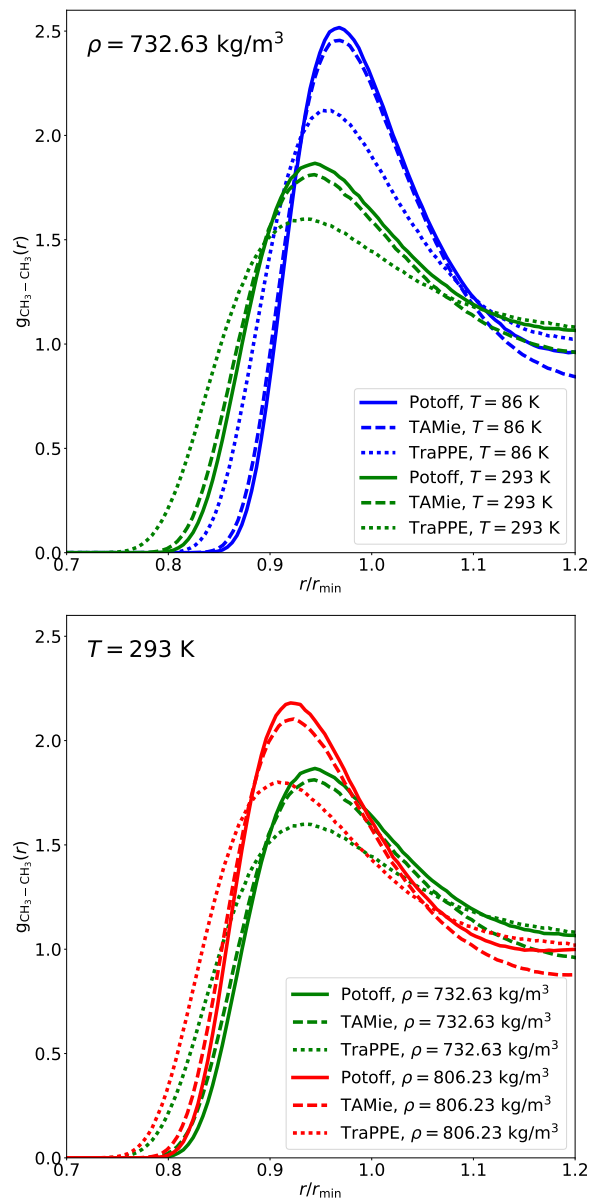 ρ = 732.63 kg/m³
2.5
2.0
1.5
1.0
0.5
0.0
g_CH₃−CH₃(r)
Potoff, T = 86 K
TAMie, T = 86 K
TraPPE, T = 86 K
Potoff, T = 293 K
TAMie, T = 293 K
TraPPE, T = 293 K
0.7 0.8 0.9 1.0 1.1 1.2
r/r_min
T = 293 K
2.5
2.0
1.5
1.0
0.5
0.0
g_CH₃−CH₃(r)
Potoff, ρ = 732.63 kg/m³
TAMie, ρ = 732.63 kg/m³
TraPPE, ρ = 732.63 kg/m³
Potoff, ρ = 806.23 kg/m³
TAMie, ρ = 806.23 kg/m³
TraPPE, ρ = 806.23 kg/m³
0.7 0.8 0.9 1.0 1.1 1.2
r/r_min